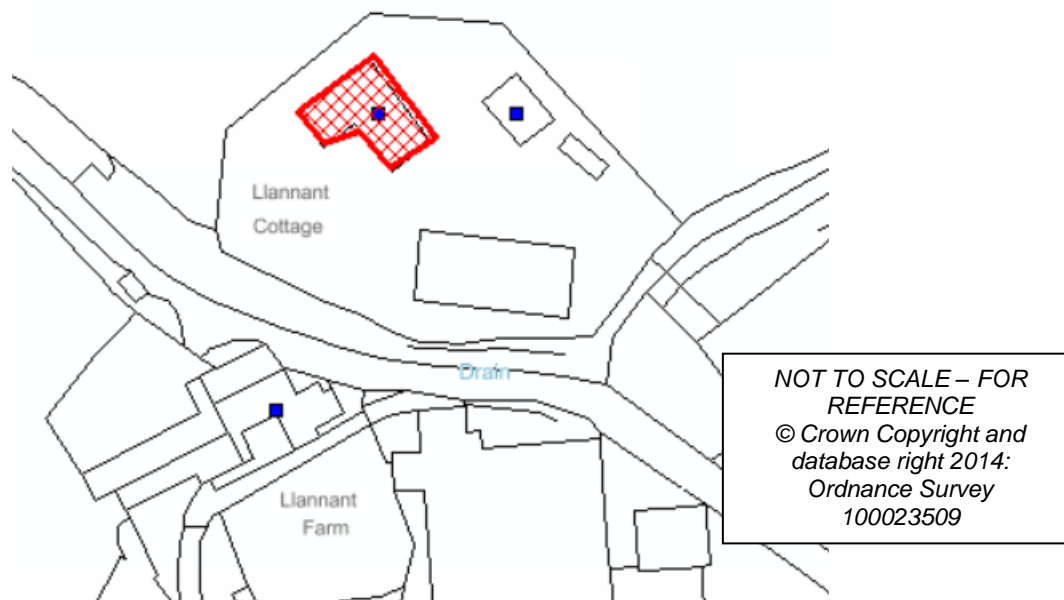 Llannant
Cottage
Drain
NOT TO SCALE – FOR
REFERENCE
© Crown Copyright and
database right 2014:
Ordnance Survey
100023509
Llannant
Farm